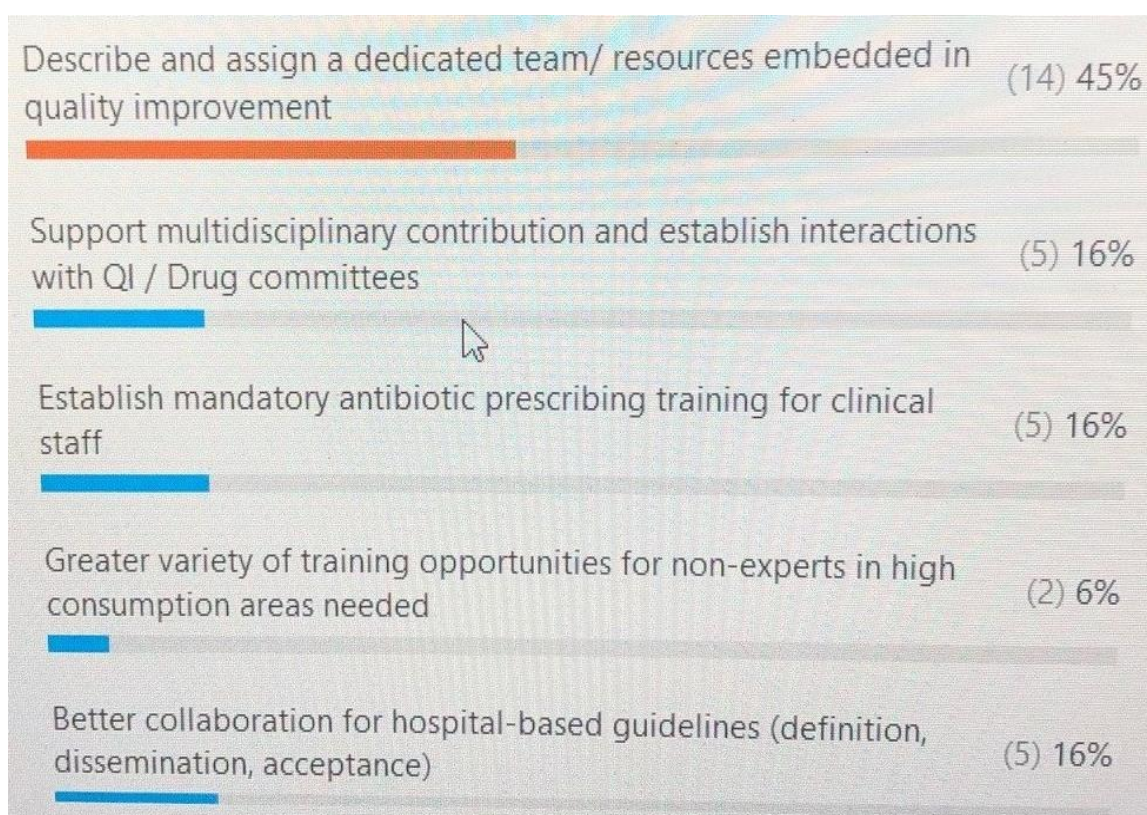 Describe and assign a dedicated team/ resources embedded in
quality improvement
(14) 45%
Support multidisciplinary contribution and establish interactions
with QI / Drug committees
(5) 16%
Establish mandatory antibiotic prescribing training for clinical
staff
(5) 16%
Greater variety of training opportunities for non-experts in high
consumption areas needed
(2) 6%
Better collaboration for hospital-based guidelines (definition,
dissemination, acceptance)
(5) 16%